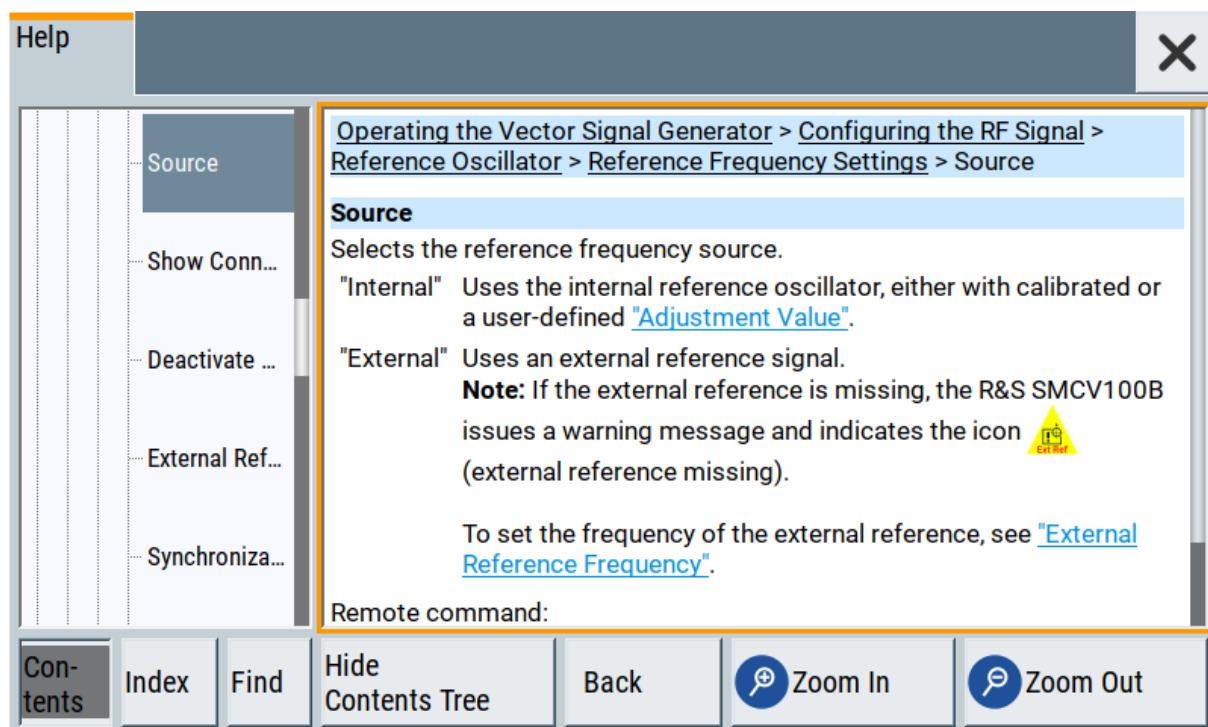 Help
Source
Show Conn...
Deactivate ...
External Ref...
Synchroniza...
Operating the Vector Signal Generator > Configuring the RF Signal >
Reference Oscillator > Reference Frequency Settings > Source
Source
Selects the reference frequency source.
"Internal" Uses the internal reference oscillator, either with calibrated or
a user-defined "Adjustment Value".
"External" Uses an external reference signal.
Note: If the external reference is missing, the R&S SMCV100B
issues a warning message and indicates the icon
Ext Ref
(external reference missing).
To set the frequency of the external reference, see "External
Reference Frequency".
Remote command:
Con-
tents
Index
Find
Hide
Contents Tree
Back
Zoom In
Zoom Out